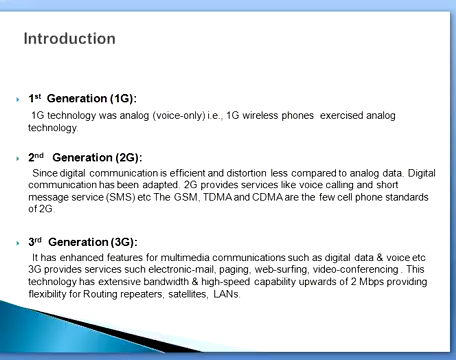 Introduction
1st Generation (1G):
1G technology was analog (voice-only) i.e., 1G wireless phones exercised analog
technology.
2nd Generation (2G):
Since digital communication is efficient and distortion less compared to analog data. Digital
communication has been adapted. 2G provides services like voice calling and short
message service (SMS) etc The GSM, TDMA and CDMA are the few cell phone standards
of 2G.
3rd Generation (3G):
It has enhanced features for multimedia communications such as digital data & voice etc
3G provides services such electronic-mail, paging, web-surfing, video-conferencing . This
technology has extensive bandwidth & high-speed capability upwards of 2 Mbps providing
flexibility for Routing repeaters, satellites, LANs.